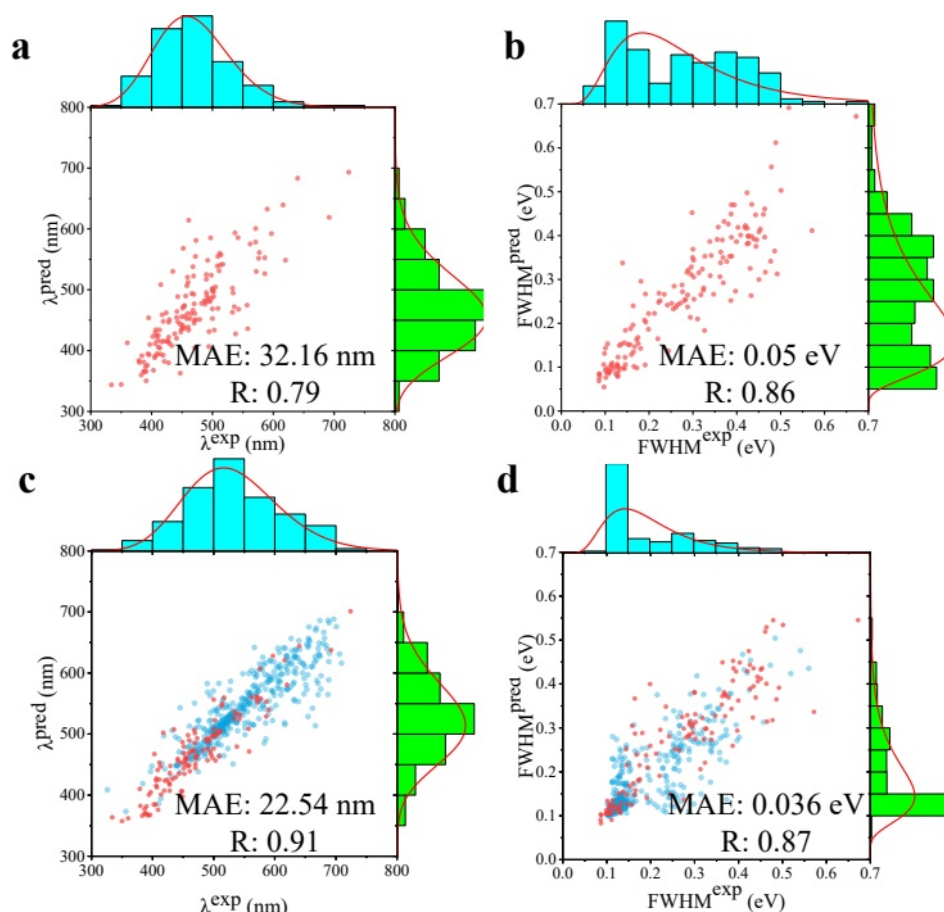 a
800
700
600
500
400
300
λpred (nm)
MAE: 32.16 nm
R: 0.79
300 400 500 600 700 800
λexp (nm)
b
0.7
0.6
0.5
0.4
0.3
0.2
0.1
0.0
FWHMpred (eV)
MAE: 0.05 eV
R: 0.86
0.0 0.1 0.2 0.3 0.4 0.5 0.6 0.7
FWHMexp (eV)
c
800
700
600
500
400
300
λpred (nm)
MAE: 22.54 nm
R: 0.91
300 400 500 600 700 800
λexp (nm)
d
0.7
0.6
0.5
0.4
0.3
0.2
0.1
0.0
FWHMpred (eV)
MAE: 0.036 eV
R: 0.87
0.0 0.1 0.2 0.3 0.4 0.5 0.6 0.7
FWHMexp (eV)